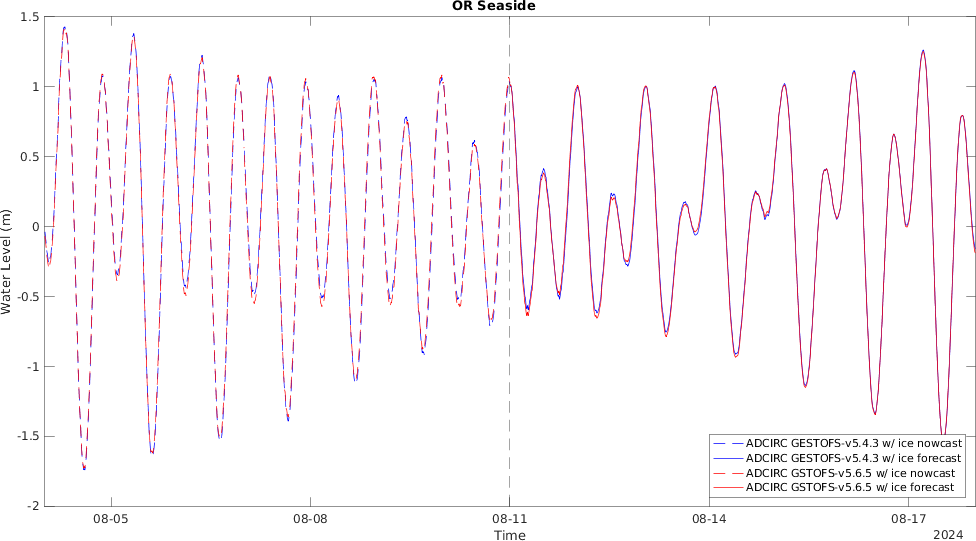 OR Seaside
1.5
1
0.5
0
-0.5
-1
-1.5
-2
Water Level (m)
08-05
08-08
08-11
08-14
08-17
Time
2024
ADCIRC GESTOFS-v5.4.3 w/ ice nowcast
ADCIRC GESTOFS-v5.4.3 w/ ice forecast
ADCIRC GSTOFS-v5.6.5 w/ ice nowcast
ADCIRC GSTOFS-v5.6.5 w/ ice forecast